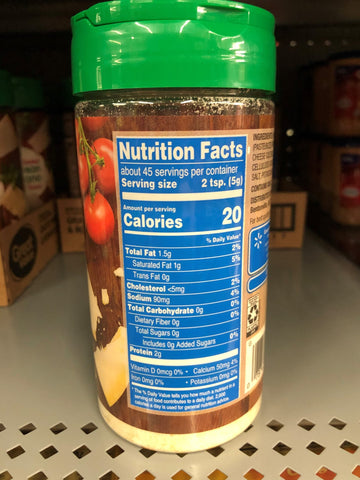 Nutrition Facts
about 45 servings per container
Serving size 2 tsp. (5g)
Amount per serving
Calories 20
% Daily Value*
Total Fat 1.5g 2%
Saturated Fat 1g 5%
Trans Fat 0g
Cholesterol <5mg 2%
Sodium 90mg 4%
Total Carbohydrate 0g 0%
Dietary Fiber 0g 0%
Total Sugars 0g
Includes 0g Added Sugars 0%
Protein 2g
Vitamin D 0mcg 0% • Calcium 50mg 4%
Iron 0mg 0% • Potassium 0mg 0%
* The % Daily Value tells you how much a nutrient in a
serving of food contributes to a daily diet. 2,000
calories a day is used for general nutrition advice.